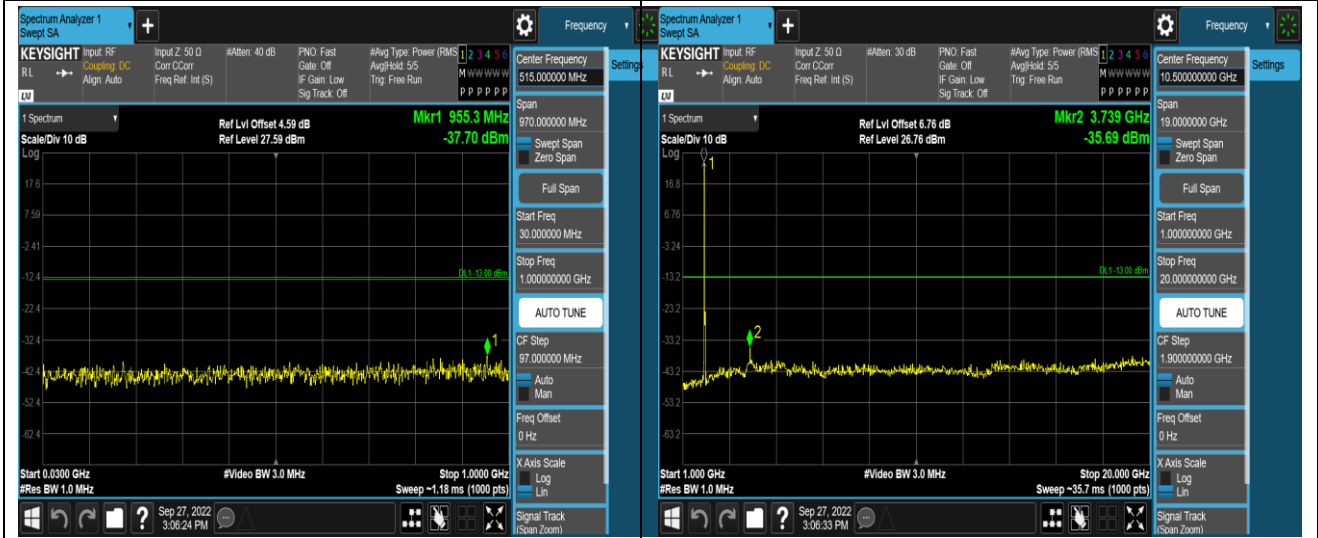 Spectrum Analyzer 1
Swept SA
+
Frequency
KEYSIGHT
RL
LXI
Input: RF
Coupling: DC
Align: Auto
Input Z: 50 Ω
Corr CCorr
Freq Ref: Int (S)
#Atten: 40 dB
PNO: Fast
Gate: Off
IF Gain: Low
Sig Track: Off
#Avg Type: Power (RMS
Avg|Hold: 5/5
Trig: Free Run
1 2 3 4 5 6
M W W W W W
P P P P P P
Center Frequency
515.000000 MHz
Settings
Span
970.000000 MHz
Swept Span
Zero Span
Full Span
Start Freq
30.000000 MHz
Stop Freq
1.000000000 GHz
AUTO TUNE
CF Step
97.000000 MHz
Auto
Man
Freq Offset
0 Hz
X Axis Scale
Log
Lin
Signal Track
(Span Zoom)
1 Spectrum
Scale/Div 10 dB
Log
Ref Lvl Offset 4.59 dB
Ref Level 27.59 dBm
Mkr1 955.3 MHz
-37.70 dBm
17.6
7.59
-2.41
-12.4
DL1 -13.00 dBm
-22.4
-32.4
1
-42.4
-52.4
-62.4
Start 0.0300 GHz
#Res BW 1.0 MHz
#Video BW 3.0 MHz
Stop 1.0000 GHz
Sweep ~1.18 ms (1000 pts)
?
Sep 27, 2022
3:06:24 PM
Spectrum Analyzer 1
Swept SA
+
Frequency
KEYSIGHT
RL
LXI
Input: RF
Coupling: DC
Align: Auto
Input Z: 50 Ω
Corr CCorr
Freq Ref: Int (S)
#Atten: 30 dB
PNO: Fast
Gate: Off
IF Gain: Low
Sig Track: Off
#Avg Type: Power (RMS
Avg|Hold: 5/5
Trig: Free Run
1 2 3 4 5 6
M W W W W W
P P P P P P
Center Frequency
10.500000000 GHz
Settings
Span
19.0000000 GHz
Swept Span
Zero Span
Full Span
Start Freq
1.000000000 GHz
Stop Freq
20.000000000 GHz
AUTO TUNE
CF Step
1.900000000 GHz
Auto
Man
Freq Offset
0 Hz
X Axis Scale
Log
Lin
Signal Track
(Span Zoom)
1 Spectrum
Scale/Div 10 dB
Log
Ref Lvl Offset 6.76 dB
Ref Level 26.76 dBm
Mkr2 3.739 GHz
-35.69 dBm
1
16.8
6.76
-3.24
-13.2
DL1 -13.00 dBm
-23.2
-33.2
2
-43.2
-53.2
-63.2
Start 1.000 GHz
#Res BW 1.0 MHz
#Video BW 3.0 MHz
Stop 20.000 GHz
Sweep ~35.7 ms (1000 pts)
?
Sep 27, 2022
3:06:33 PM